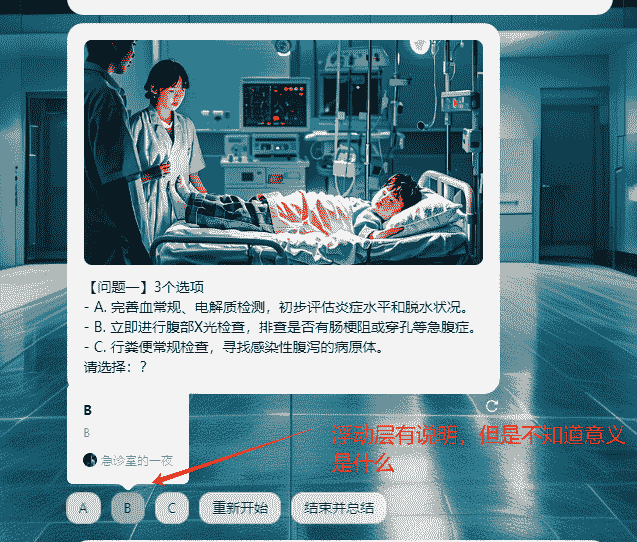 【问题一】3个选项
- A. 完善血常规、电解质检测，初步评估炎症水平和脱水状况。
- B. 立即进行腹部X光检查，排查是否有肠梗阻或穿孔等急腹症。
- C. 行粪便常规检查，寻找感染性腹泻的病原体。
请选择：？
B
B
急诊室的一夜
浮动层有说明，但是不知道意义
是什么
A B C 重新开始 结束并总结